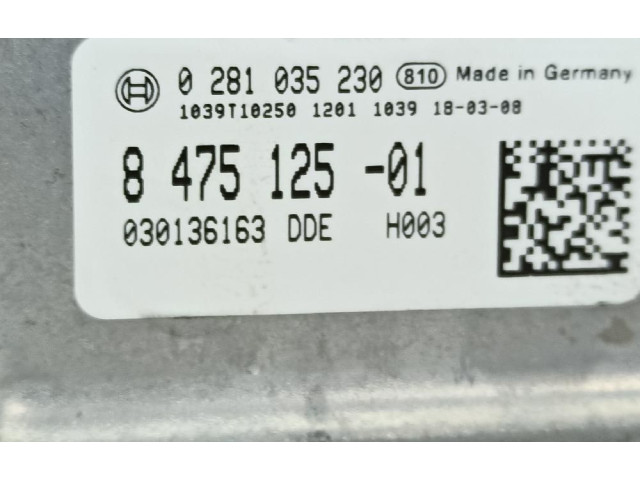 0 281 035 230 810 Made in Germany
1039T10250 1201 1039 18-03-08
8 475 125 -01
030136163 DDE H003